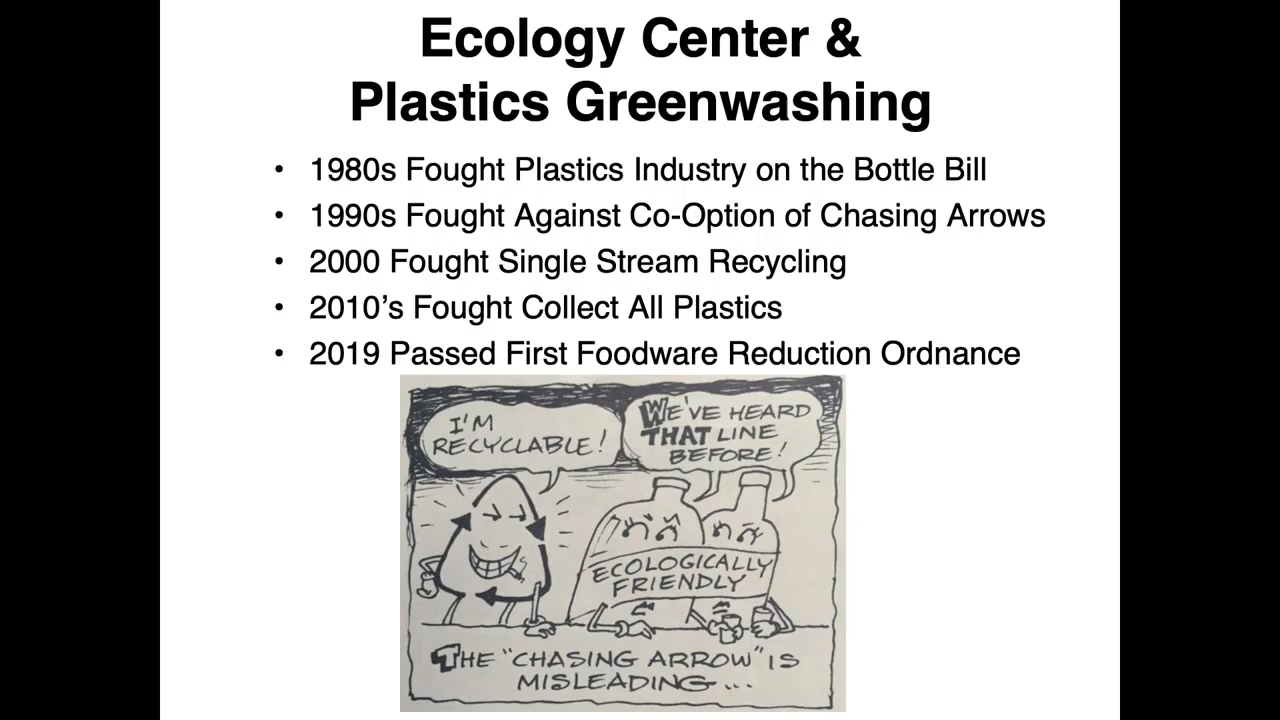 Ecology Center &
Plastics Greenwashing
• 1980s Fought Plastics Industry on the Bottle Bill
• 1990s Fought Against Co-Option of Chasing Arrows
• 2000 Fought Single Stream Recycling
• 2010’s Fought Collect All Plastics
• 2019 Passed First Foodware Reduction Ordnance
I'M
RECYCLABLE!
WE'VE HEARD
THAT LINE
BEFORE!
ECOLOGICALLY
FRIENDLY
THE "CHASING ARROW" IS
MISLEADING...